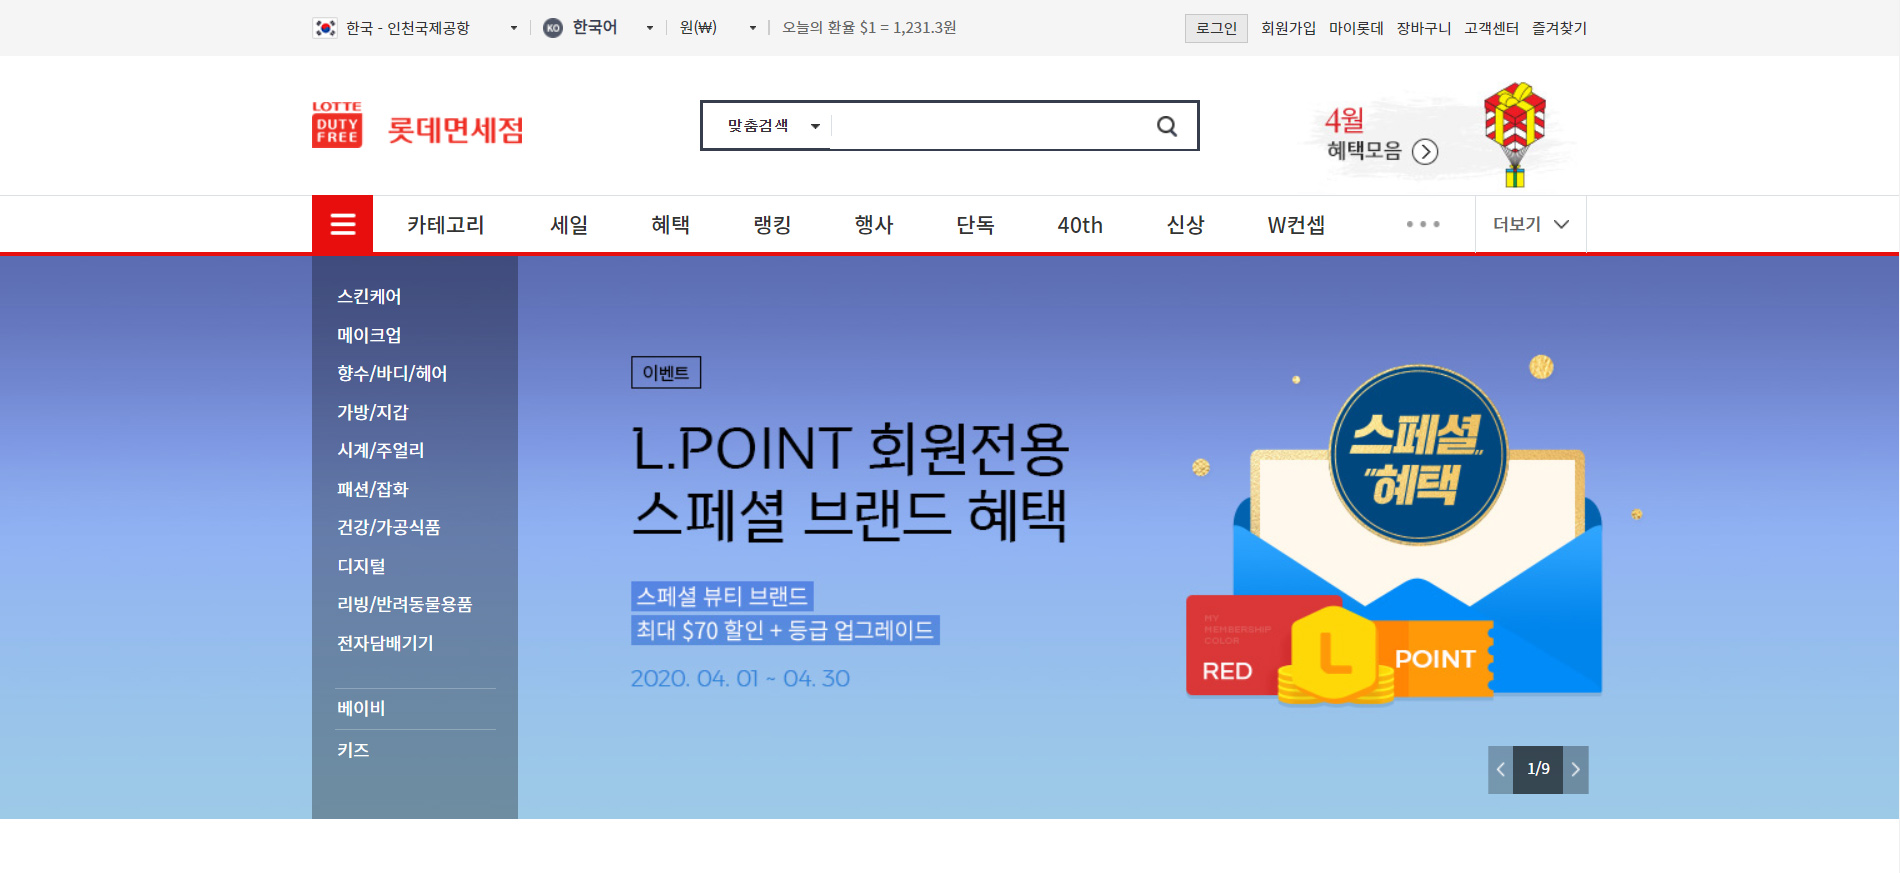 한국 - 인천국제공항
KO 한국어
원(₩)
오늘의 환율 $1 = 1,231.3원
로그인
회원가입
마이롯데
장바구니
고객센터
즐겨찾기
LOTTE
DUTY
FREE
롯데면세점
맞춤검색
4월
혜택모음
카테고리
세일
혜택
랭킹
행사
단독
40th
신상
W컨셉
더보기
스킨케어
메이크업
향수/바디/헤어
가방/지갑
시계/주얼리
패션/잡화
건강/가공식품
디지털
리빙/반려동물용품
전자담배기기
베이비
키즈
이벤트
L.POINT 회원전용
스페셜 브랜드 혜택
스페셜 뷰티 브랜드
최대 $70 할인 + 등급 업그레이드
2020. 04. 01 ~ 04. 30
스페셜
"혜택"
MY
MEMBERSHIP
COLOR
RED
L
POINT
1/9